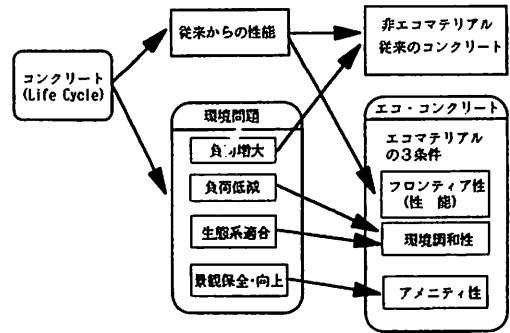 コンクリート
(Life Cycle)
従来からの性能
非エコマテリアル
従来のコンクリート
環境問題
負荷増大
負荷低減
生態系適合
景観保全・向上
エコ・コンクリート
エコマテリアル
の3条件
フロンティア性
(性 能)
環境調和性
アメニティ性